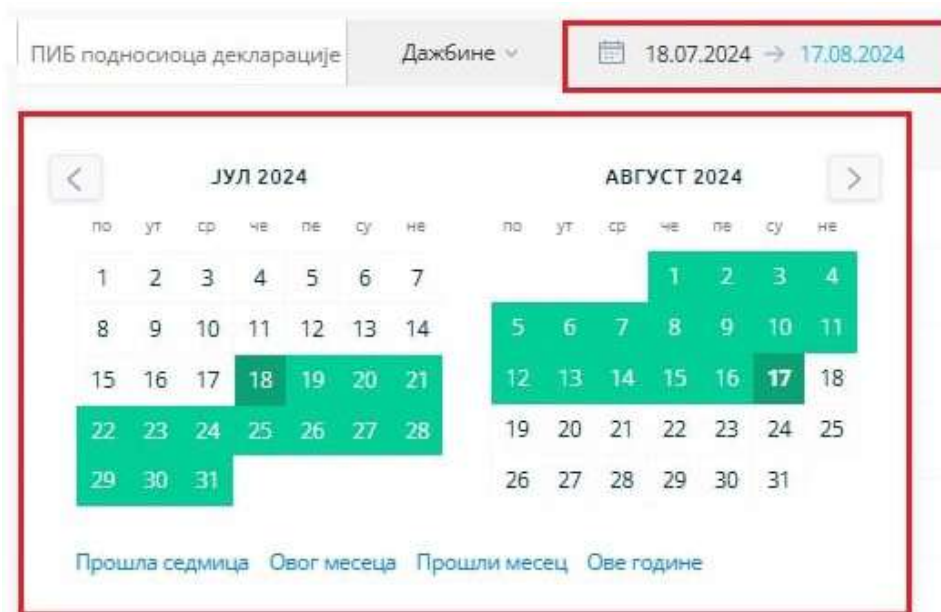 ПИБ подносиоца декларације Дажбине 18.07.2024 → 17.08.2024
ЈУЛ 2024 АВГУСТ 2024
по ут ср че пе су не по ут ср че пе су не
1 2 3 4 5 6 7 1 2 3 4
8 9 10 11 12 13 14 5 6 7 8 9 10 11
15 16 17 18 19 20 21 12 13 14 15 16 17 18
22 23 24 25 26 27 28 19 20 21 22 23 24 25
29 30 31 26 27 28 29 30 31
Прошла седмица Овог месеца Прошли месец Ове године